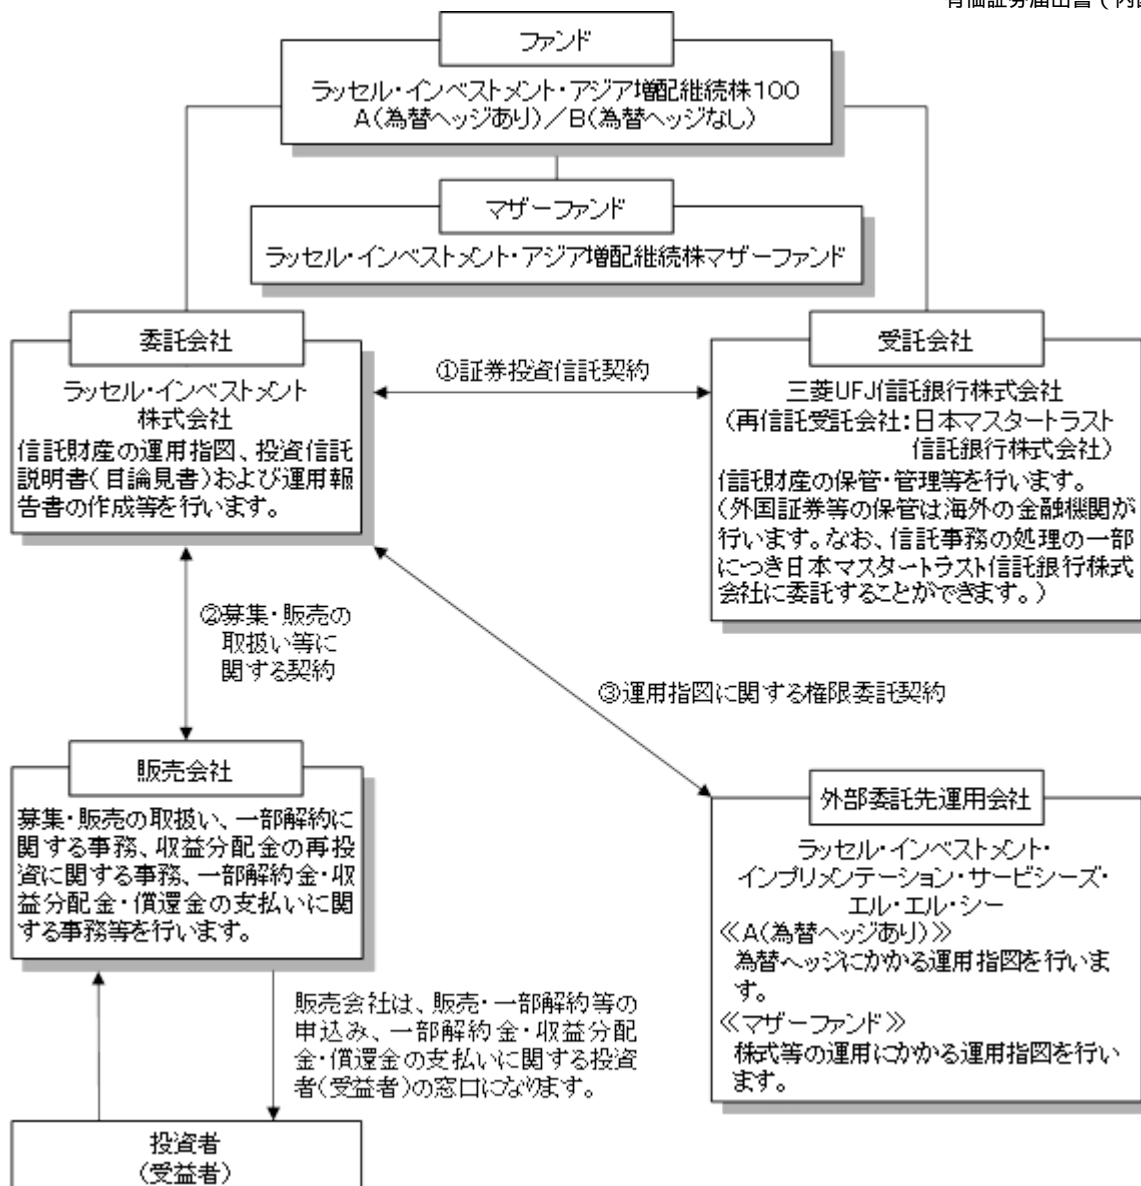 ファンド
ラッセル・インベストメント・アジア増配継続株100
A(為替ヘッジあり)／B(為替ヘッジなし)
マザーファンド
ラッセル・インベストメント・アジア増配継続株マザーファンド
委託会社
ラッセル・インベストメント
株式会社
信託財産の運用指図、投資信託
説明書(目論見書)および運用報
告書の作成等を行います。
①証券投資信託契約
受託会社
三菱UFJ信託銀行株式会社
(再信託受託会社:日本マスタートラスト
信託銀行株式会社)
信託財産の保管・管理等を行います。
(外国証券等の保管は海外の金融機関が
行います。なお、信託事務の処理の一部
につき日本マスタートラスト信託銀行株式
会社に委託することができます。)
②募集・販売の
取扱い等に
関する契約
③運用指図に関する権限委託契約
販売会社
募集・販売の取扱い、一部解約に
関する事務、収益分配金の再投
資に関する事務、一部解約金・収
益分配金・償還金の支払いに関
する事務等を行います。
外部委託先運用会社
ラッセル・インベストメント・
インプリメンテーション・サービシーズ・
エル・エル・シー
≪A(為替ヘッジあり)≫
為替ヘッジにかかる運用指図を行いま
す。
≪マザーファンド≫
株式等の運用にかかる運用指図を行い
ます。
販売会社は、販売・一部解約等の
申込み、一部解約金・収益分配
金・償還金の支払いに関する投資
者(受益者)の窓口になります。
投資者
(受益者)